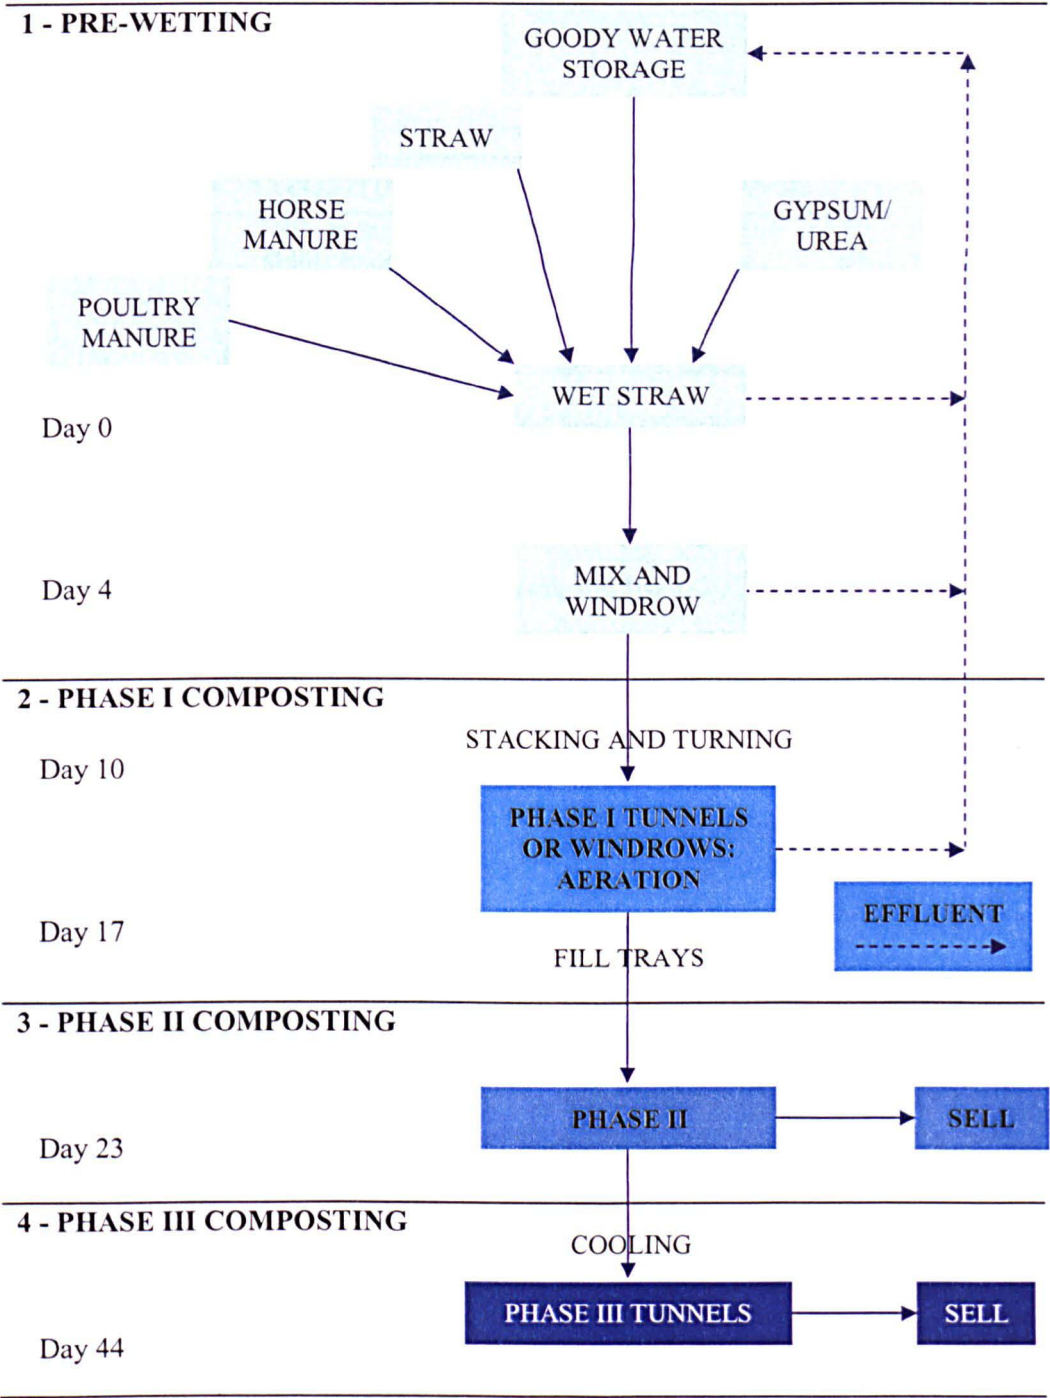 1 - PRE-WETTING
GOODY WATER
STORAGE
STRAW
HORSE
MANURE
GYPSUM/
UREA
POULTRY
MANURE
WET STRAW
Day 0
MIX AND
WINDROW
Day 4
2 - PHASE I COMPOSTING
STACKING AND TURNING
Day 10
PHASE I TUNNELS
OR WINDROWS:
AERATION
EFFLUENT
Day 17
FILL TRAYS
3 - PHASE II COMPOSTING
PHASE II
SELL
Day 23
4 - PHASE III COMPOSTING
COOLING
PHASE III TUNNELS
SELL
Day 44